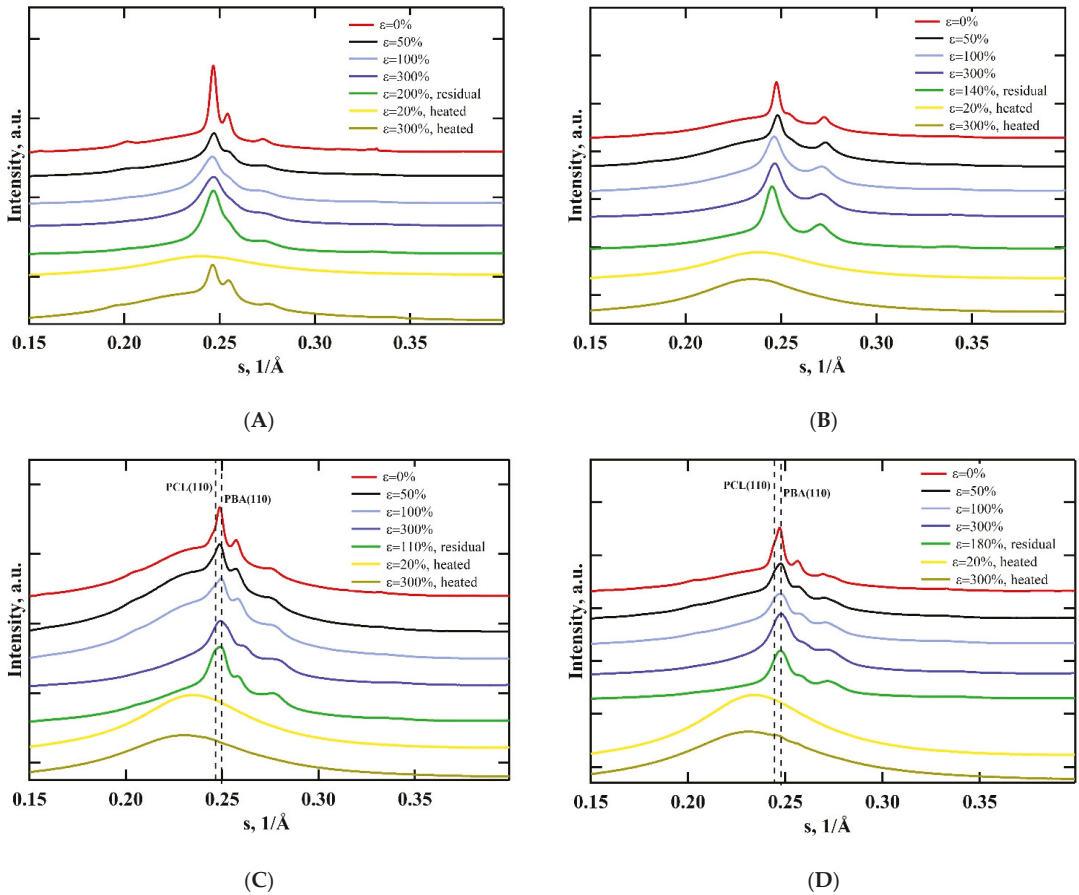 ε=0%
ε=50%
ε=100%
ε=300%
ε=200%, residual
ε=20%, heated
ε=300%, heated
Intensity, a.u.
0.15 0.20 0.25 0.30 0.35
s, 1/Å
(A)
ε=0%
ε=50%
ε=100%
ε=300%
ε=140%, residual
ε=20%, heated
ε=300%, heated
Intensity, a.u.
0.15 0.20 0.25 0.30 0.35
s, 1/Å
(B)
PCL(110)
PBA(110)
ε=0%
ε=50%
ε=100%
ε=300%
ε=110%, residual
ε=20%, heated
ε=300%, heated
Intensity, a.u.
0.15 0.20 0.25 0.30 0.35
s, 1/Å
(C)
PCL(110)
PBA(110)
ε=0%
ε=50%
ε=100%
ε=300%
ε=180%, residual
ε=20%, heated
ε=300%, heated
Intensity, a.u.
0.15 0.20 0.25 0.30 0.35
s, 1/Å
(D)